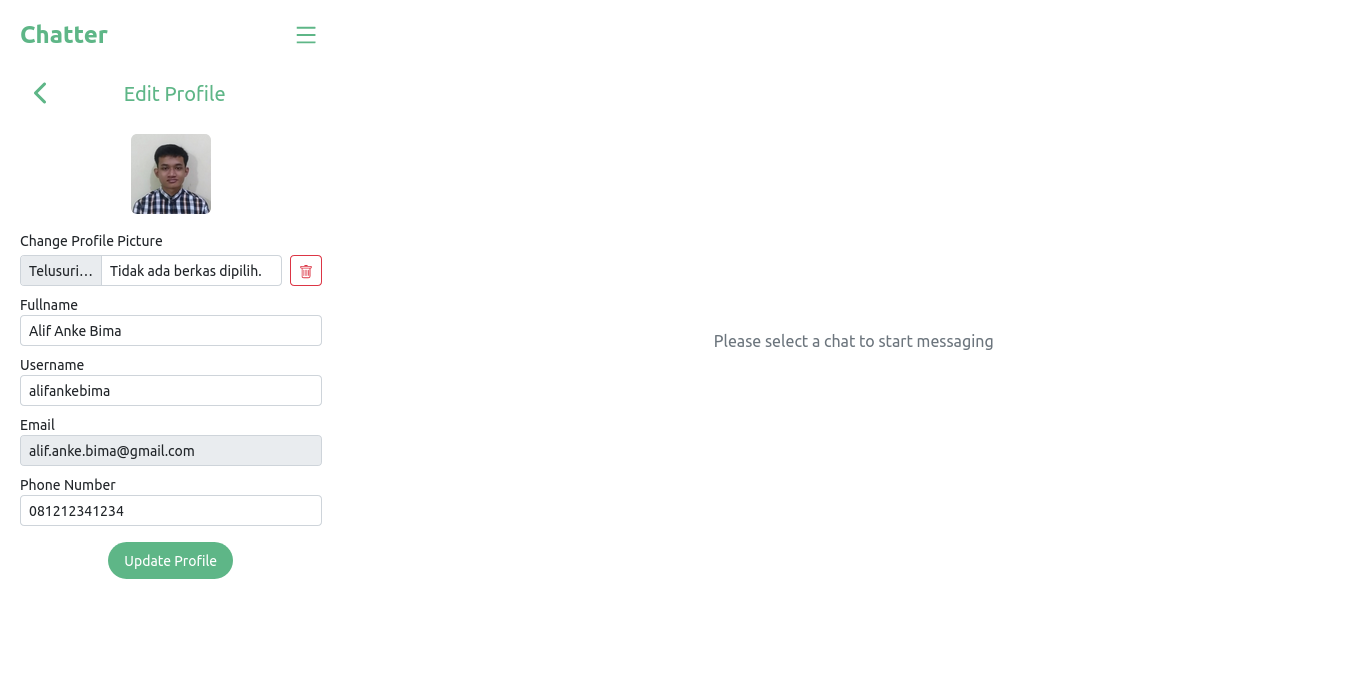 Chatter
Edit Profile
Change Profile Picture
Telusuri… Tidak ada berkas dipilih.
Fullname
Alif Anke Bima
Username
alifankebima
Email
alif.anke.bima@gmail.com
Phone Number
081212341234
Update Profile
Please select a chat to start messaging